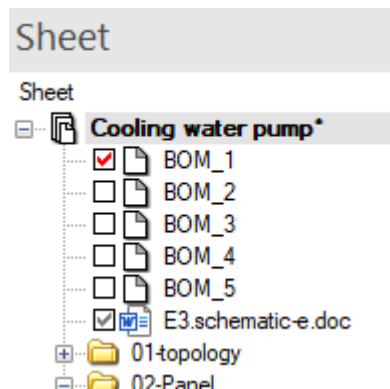 Sheet
Sheet
Cooling water pump*
BOM_1
BOM_2
BOM_3
BOM_4
BOM_5
E3.schematic-e.doc
01-topology
02-Panel